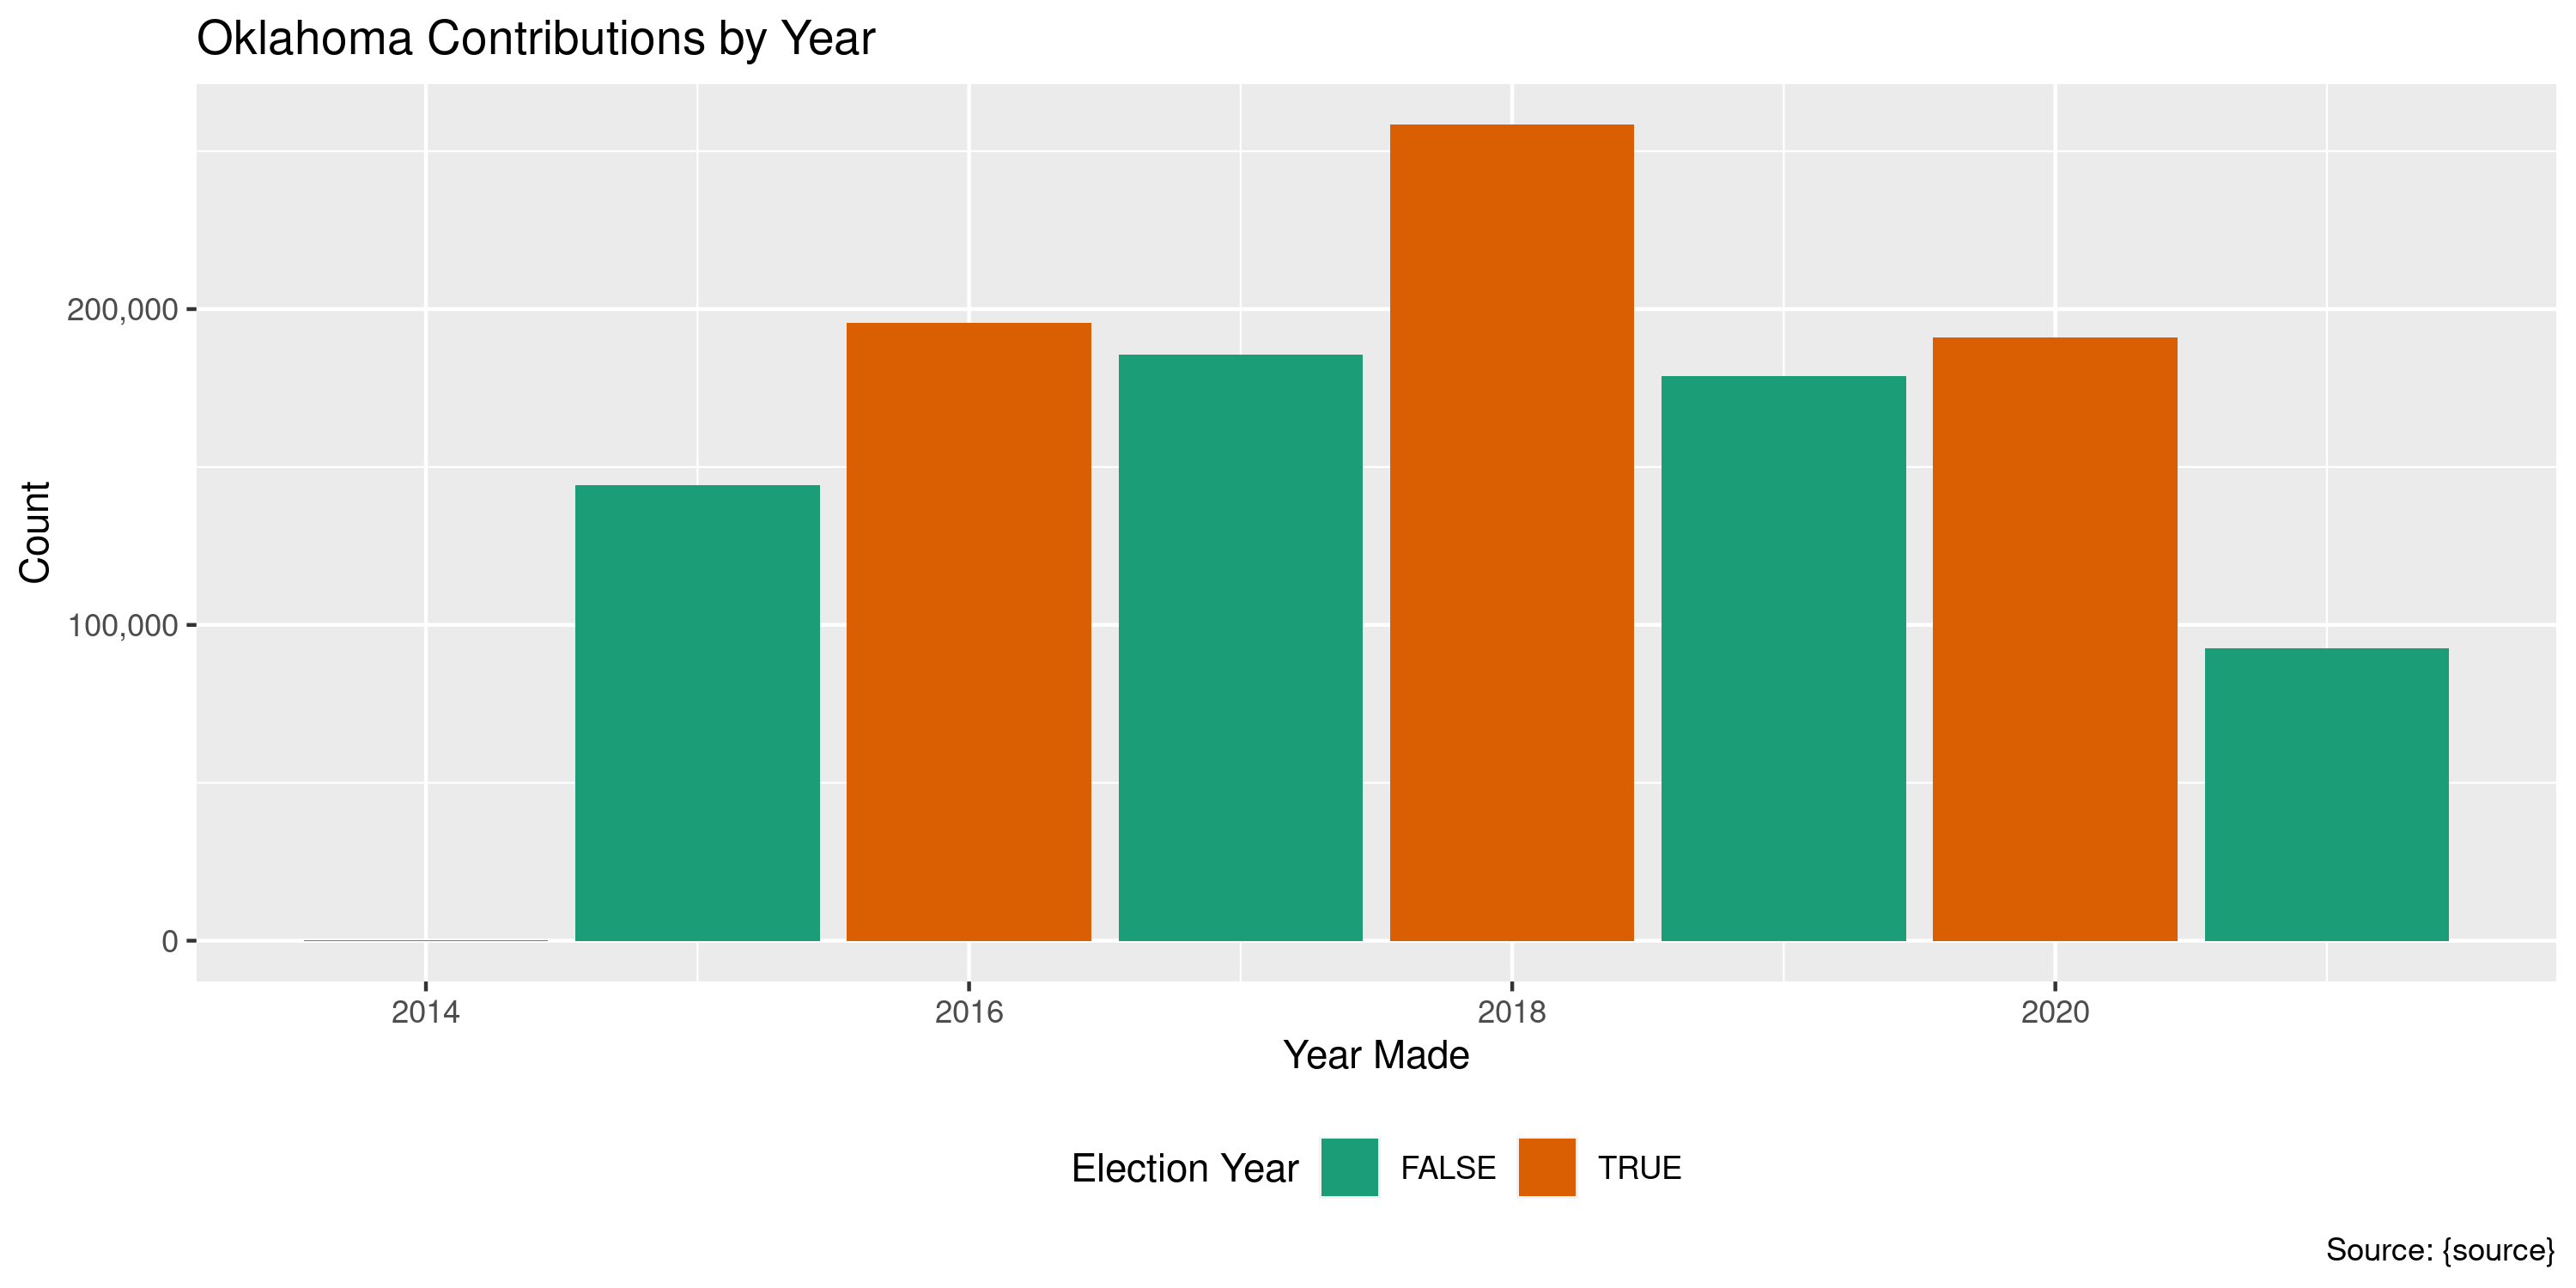 Oklahoma Contributions by Year
Count
200,000
100,000
0
2014 2016 2018 2020
Year Made
Election Year FALSE TRUE
Source: {source}